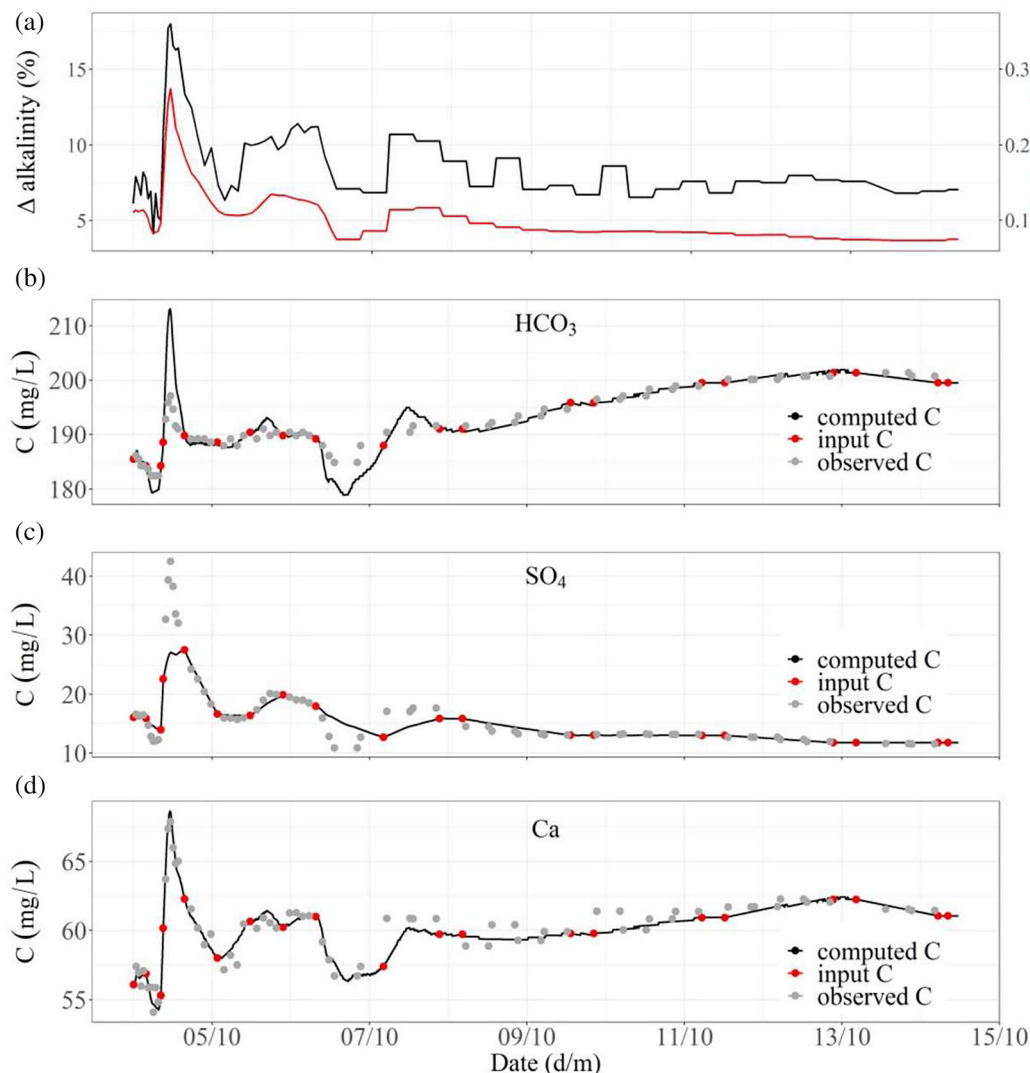 (a)
Δ alkalinity (%)
15
10
5
0.3
0.2
0.1
(b)
HCO₃
C (mg/L)
210
200
190
180
computed C
input C
observed C
(c)
SO₄
C (mg/L)
40
30
20
10
computed C
input C
observed C
(d)
Ca
C (mg/L)
65
60
55
computed C
input C
observed C
05/10 07/10 09/10 11/10 13/10 15/10
Date (d/m)